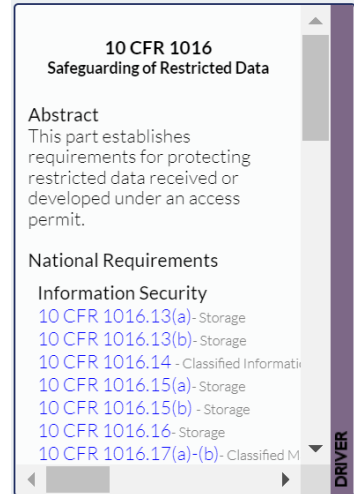 10 CFR 1016
Safeguarding of Restricted Data
Abstract
This part establishes
requirements for protecting
restricted data received or
developed under an access
permit.
National Requirements
Information Security
10 CFR 1016.13(a)- Storage
10 CFR 1016.13(b)- Storage
10 CFR 1016.14 - Classified Informati
10 CFR 1016.15(a)- Storage
10 CFR 1016.15(b) - Storage
10 CFR 1016.16- Storage
10 CFR 1016.17(a)-(b)- Classified M
DRIVER